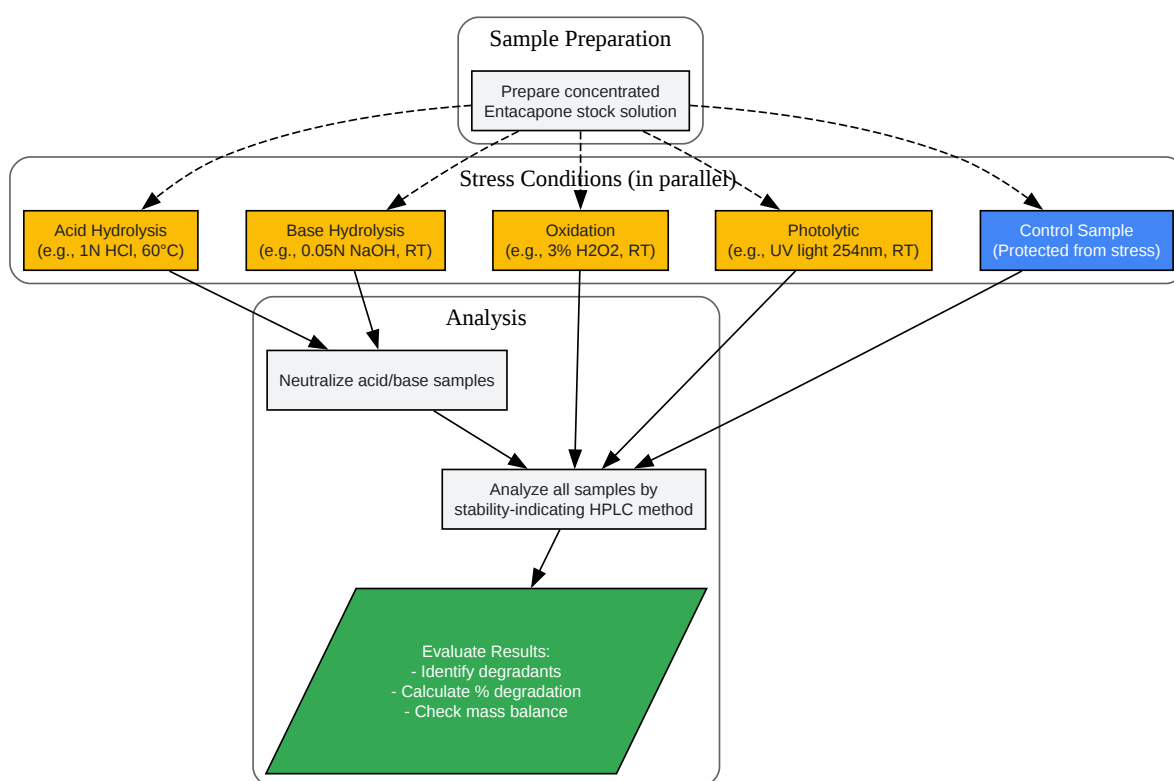 Sample Preparation
Prepare concentrated
Entacapone stock solution
Stress Conditions (in parallel)
Acid Hydrolysis
(e.g., 1N HCl, 60°C)
Base Hydrolysis
(e.g., 0.05N NaOH, RT)
Oxidation
(e.g., 3% H2O2, RT)
Photolytic
(e.g., UV light 254nm, RT)
Control Sample
(Protected from stress)
Analysis
Neutralize acid/base samples
Analyze all samples by
stability-indicating HPLC method
Evaluate Results:
- Identify degradants
- Calculate % degradation
- Check mass balance